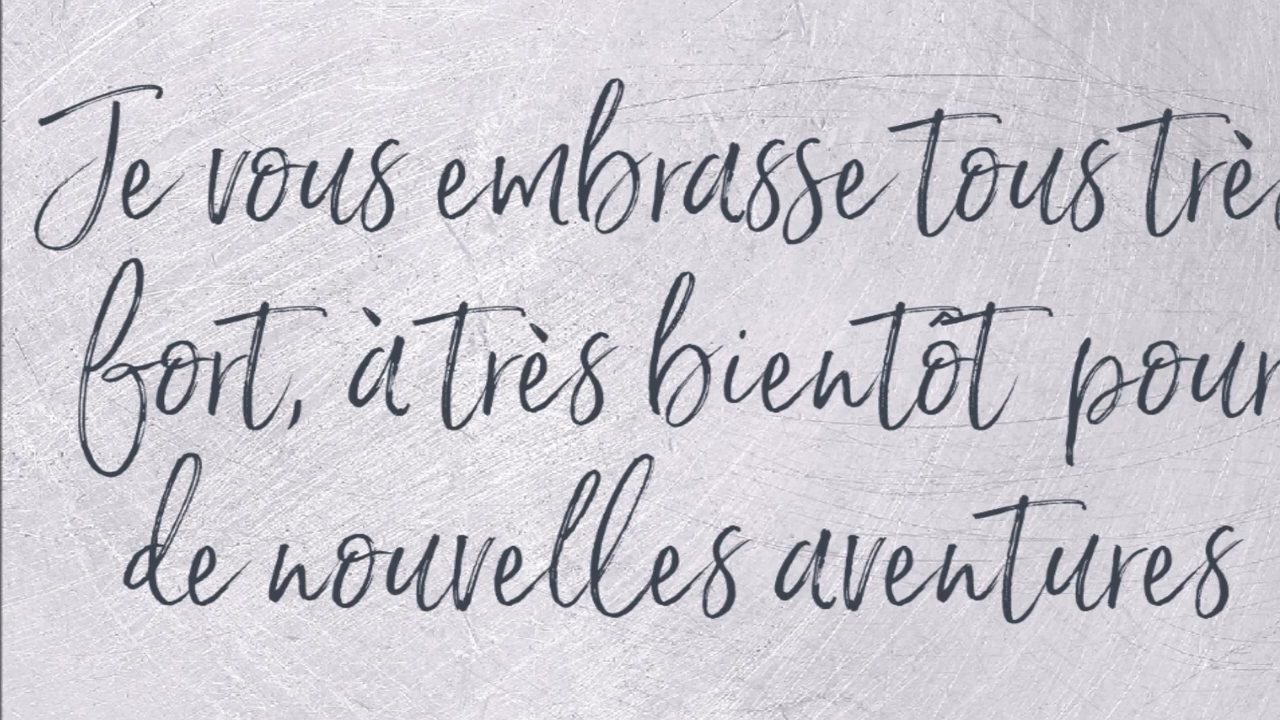 Je vous embrasse tous très
fort, à très bientôt pour
de nouvelles aventures